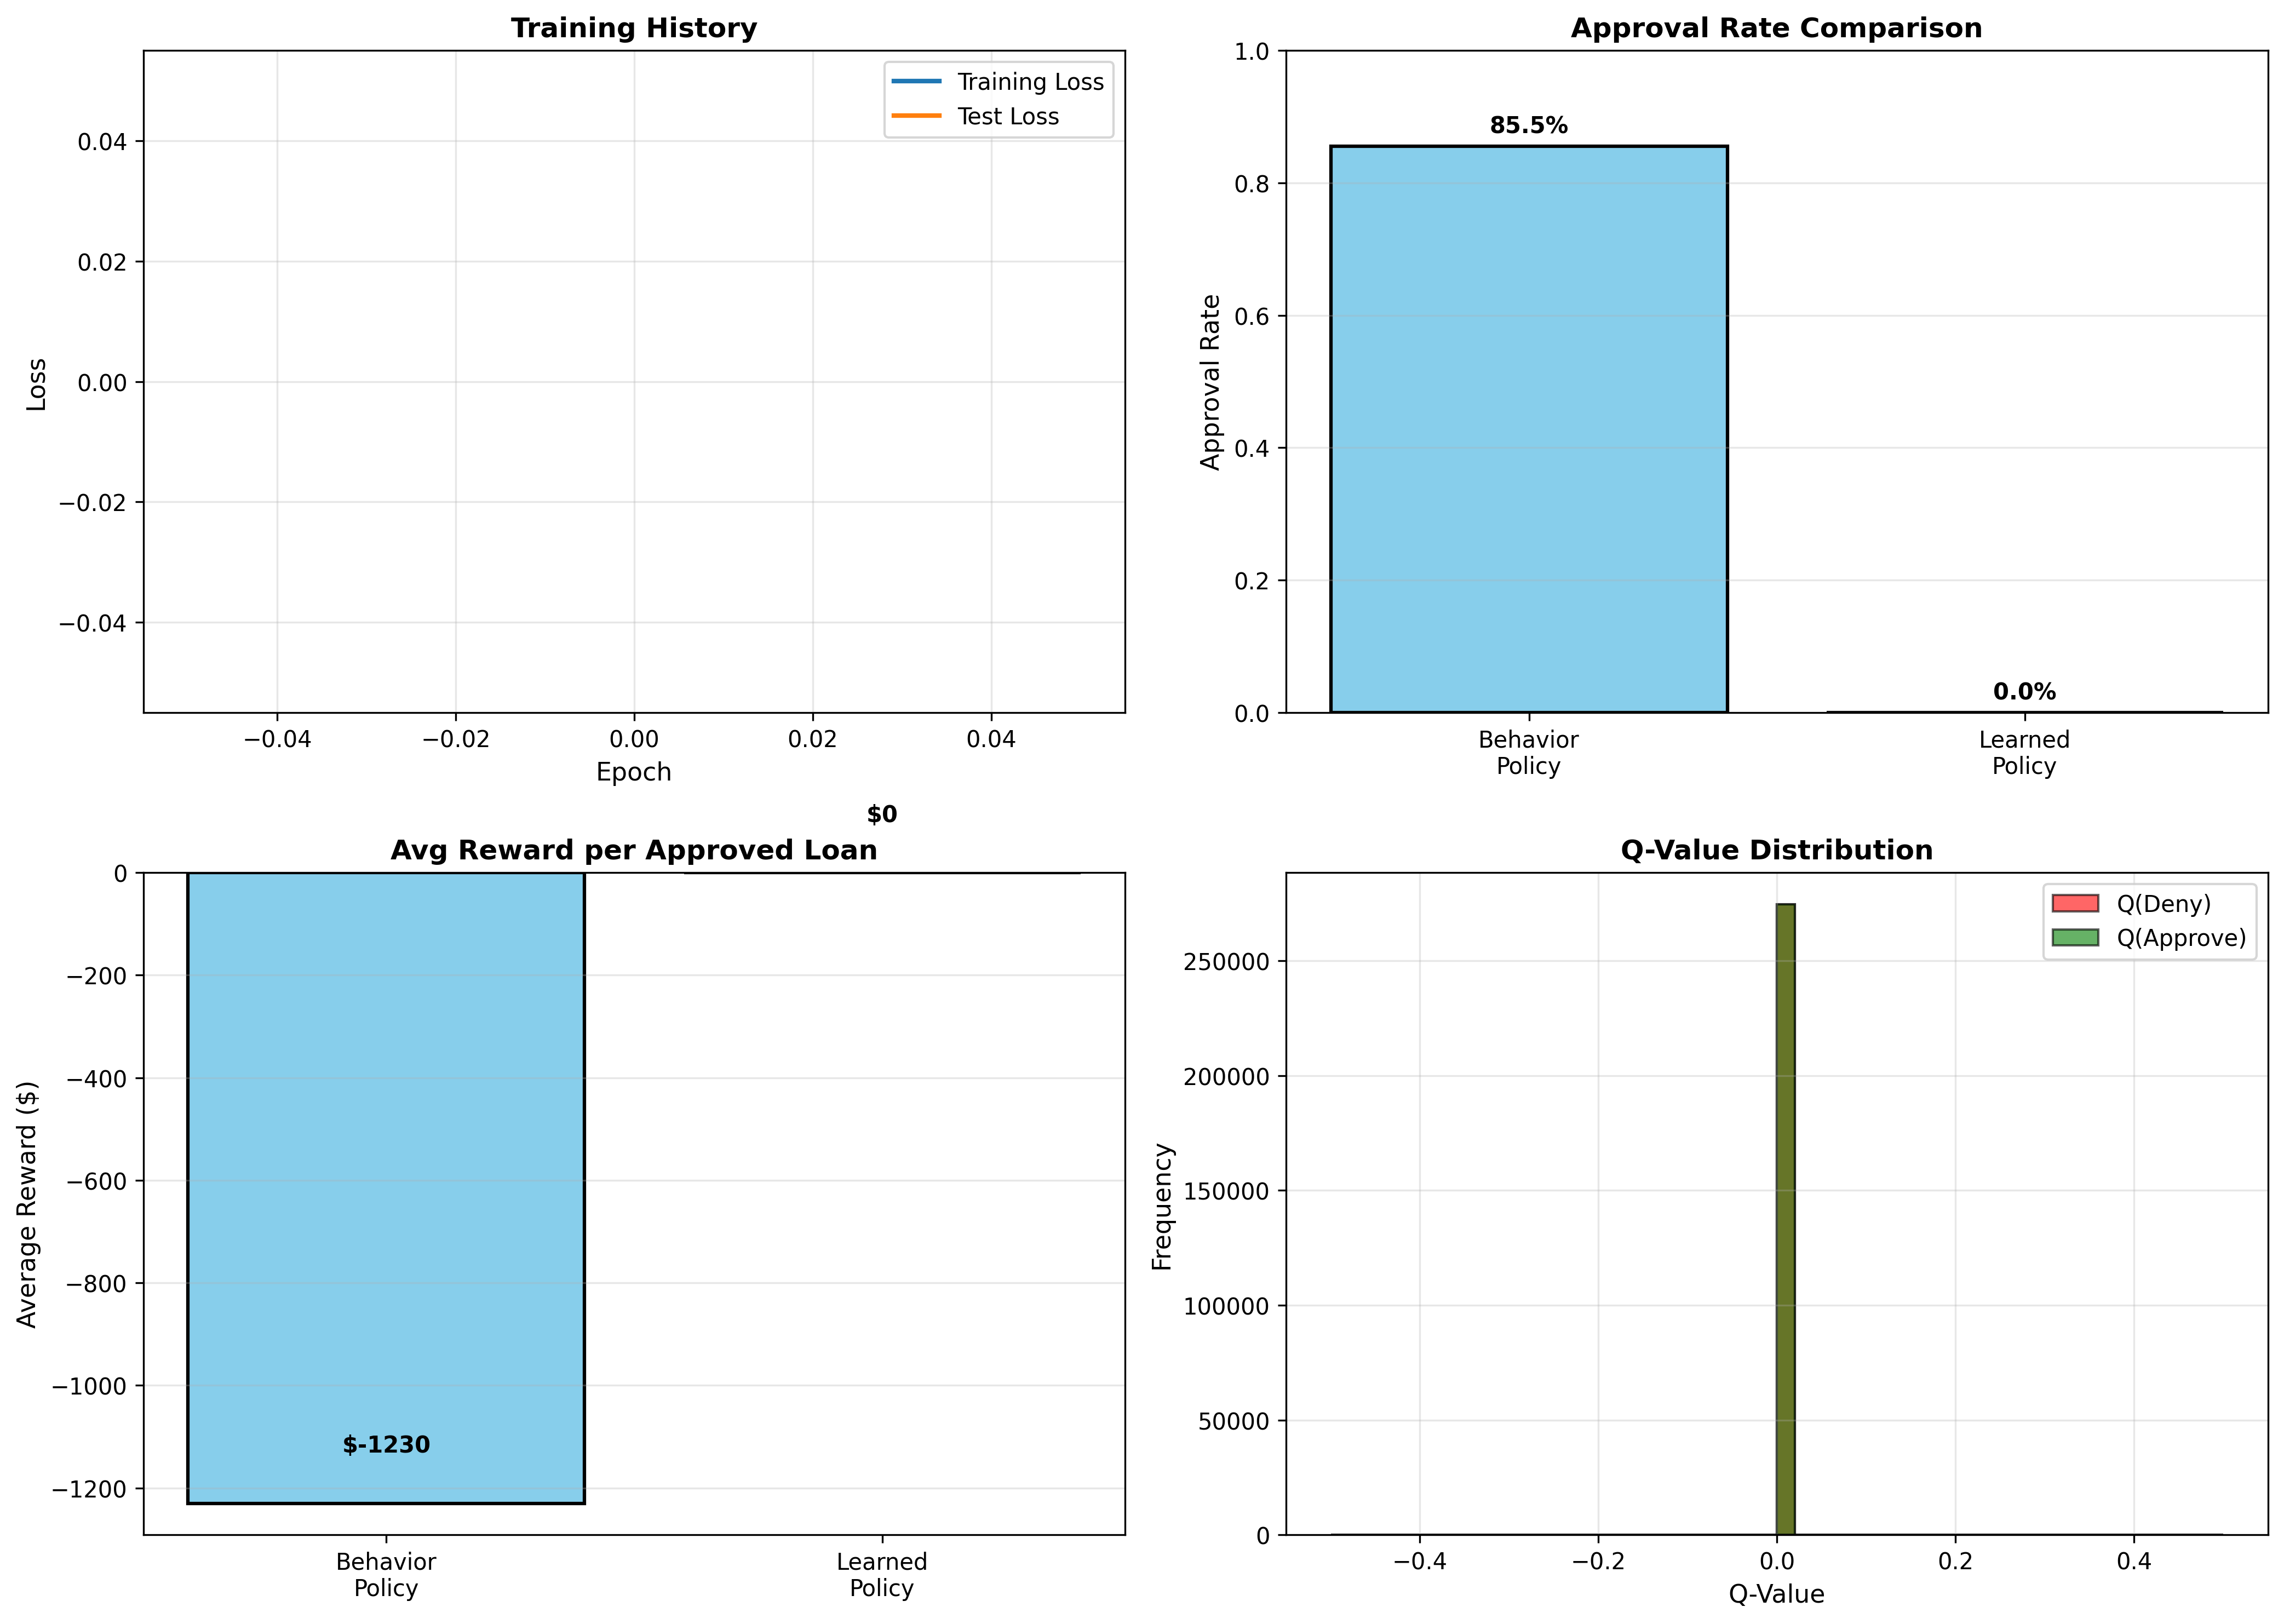 Training History
Training Loss
Test Loss
0.04
0.02
0.00
−0.02
−0.04
Loss
−0.04
−0.02
0.00
0.02
0.04
Epoch
Approval Rate Comparison
1.0
0.8
0.6
0.4
0.2
0.0
Approval Rate
85.5%
0.0%
Behavior
Policy
Learned
Policy
$0
Avg Reward per Approved Loan
0
−200
−400
−600
−800
−1000
−1200
Average Reward ($)
$-1230
Behavior
Policy
Learned
Policy
Q-Value Distribution
Q(Deny)
Q(Approve)
250000
200000
150000
100000
50000
0
Frequency
−0.4
−0.2
0.0
0.2
0.4
Q-Value